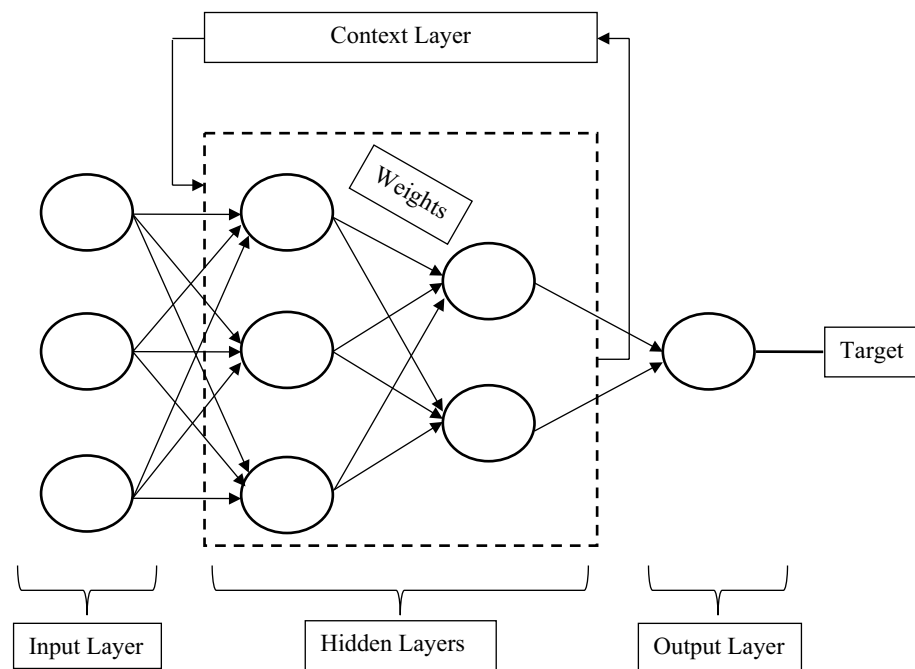 Context Layer
Weights
Target
Input Layer
Hidden Layers
Output Layer